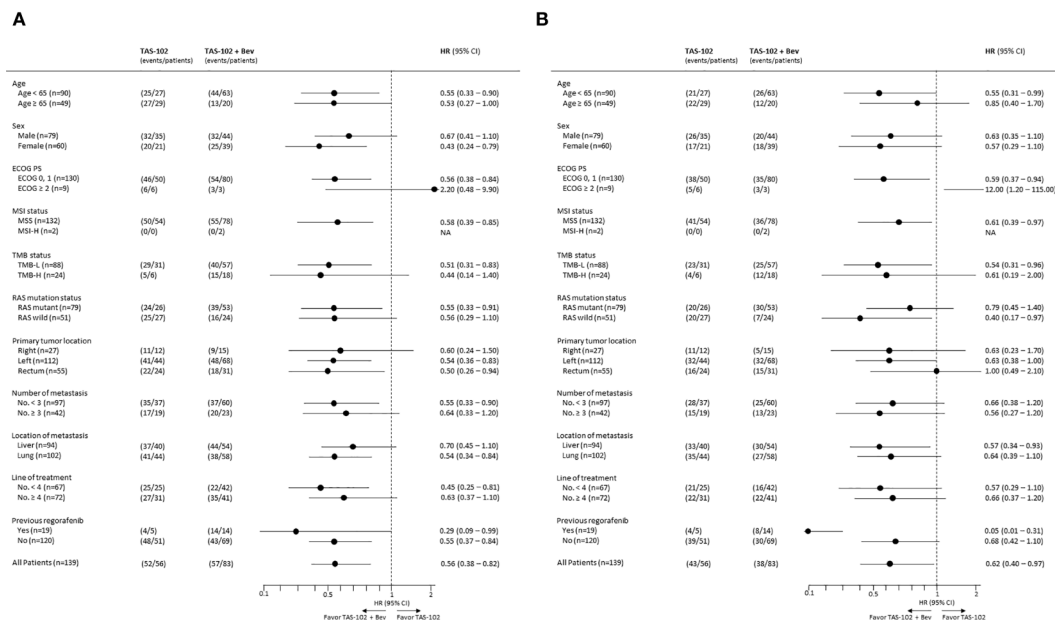 A
TAS-102 TAS-102 + Bev HR (95% CI)
(events/patients) (events/patients)
Age
Age < 65 (n=90) (25/27) (44/63) 0.55 (0.33 – 0.90)
Age ≥ 65 (n=49) (27/29) (13/20) 0.53 (0.27 – 1.00)
Sex
Male (n=79) (32/35) (32/44) 0.67 (0.41 – 1.10)
Female (n=60) (20/21) (25/39) 0.43 (0.24 – 0.79)
ECOG PS
ECOG 0, 1 (n=130) (46/50) (54/80) 0.56 (0.38 – 0.84)
ECOG ≥ 2 (n=9) (6/6) (3/3) 2.20 (0.48 – 9.90)
MSI status
MSS (n=132) (50/54) (55/78) 0.58 (0.39 – 0.85)
MSI-H (n=2) (0/0) (0/2) NA
TMB status
TMB-L (n=88) (29/31) (40/57) 0.51 (0.31 – 0.83)
TMB-H (n=24) (5/6) (15/18) 0.44 (0.14 – 1.40)
RAS mutation status
RAS mutant (n=79) (24/26) (39/53) 0.55 (0.33 – 0.91)
RAS wild (n=51) (25/27) (16/24) 0.56 (0.29 – 1.10)
Primary tumor location
Right (n=27) (11/12) (9/15) 0.60 (0.24 – 1.50)
Left (n=112) (41/44) (48/68) 0.54 (0.36 – 0.83)
Rectum (n=55) (22/24) (18/31) 0.50 (0.26 – 0.94)
Number of metastasis
No. < 3 (n=97) (35/37) (37/60) 0.55 (0.33 – 0.90)
No. ≥ 3 (n=42) (17/19) (20/23) 0.64 (0.33 – 1.20)
Location of metastasis
Liver (n=94) (37/40) (44/54) 0.70 (0.45 – 1.10)
Lung (n=102) (41/44) (38/58) 0.54 (0.34 – 0.84)
Line of treatment
No. < 4 (n=67) (25/25) (22/42) 0.45 (0.25 – 0.81)
No. ≥ 4 (n=72) (27/31) (35/41) 0.63 (0.37 – 1.10)
Previous regorafenib
Yes (n=19) (4/5) (14/14) 0.29 (0.09 – 0.99)
No (n=120) (48/51) (43/69) 0.55 (0.37 – 0.84)
All Patients (n=139) (52/56) (57/83) 0.56 (0.38 – 0.82)
0.1 0.5 1 2
HR (95% CI)
Favor TAS-102 + Bev Favor TAS-102
B
TAS-102 TAS-102 + Bev HR (95% CI)
(events/patients) (events/patients)
Age
Age < 65 (n=90) (21/27) (26/63) 0.55 (0.31 – 0.99)
Age ≥ 65 (n=49) (22/29) (12/20) 0.85 (0.40 – 1.70)
Sex
Male (n=79) (26/35) (20/44) 0.63 (0.35 – 1.10)
Female (n=60) (17/21) (18/39) 0.57 (0.29 – 1.10)
ECOG PS
ECOG 0, 1 (n=130) (38/50) (35/80) 0.59 (0.37 – 0.94)
ECOG ≥ 2 (n=9) (6/6) (3/3) 12.00 (1.20 – 115.00)
MSI status
MSS (n=132) (41/54) (36/78) 0.61 (0.39 – 0.97)
MSI-H (n=2) (0/0) (0/2) NA
TMB status
TMB-L (n=88) (23/31) (25/57) 0.54 (0.31 – 0.96)
TMB-H (n=24) (4/6) (12/18) 0.61 (0.19 – 2.00)
RAS mutation status
RAS mutant (n=79) (20/26) (30/53) 0.79 (0.45 – 1.40)
RAS wild (n=51) (20/27) (7/24) 0.40 (0.17 – 0.97)
Primary tumor location
Right (n=27) (11/12) (5/15) 0.63 (0.23 – 1.70)
Left (n=112) (32/44) (32/68) 0.63 (0.38 – 1.00)
Rectum (n=55) (16/24) (15/31) 1.00 (0.49 – 2.10)
Number of metastasis
No. < 3 (n=97) (28/37) (25/60) 0.66 (0.38 – 1.20)
No. ≥ 3 (n=42) (15/19) (13/23) 0.56 (0.27 – 1.20)
Location of metastasis
Liver (n=94) (33/40) (30/54) 0.57 (0.34 – 0.93)
Lung (n=102) (35/44) (27/58) 0.64 (0.39 – 1.10)
Line of treatment
No. < 4 (n=67) (21/25) (16/42) 0.57 (0.29 – 1.10)
No. ≥ 4 (n=72) (22/31) (22/41) 0.66 (0.37 – 1.20)
Previous regorafenib
Yes (n=19) (4/5) (8/14) 0.05 (0.01 – 0.31)
No (n=120) (39/51) (30/69) 0.68 (0.42 – 1.10)
All Patients (n=139) (43/56) (38/83) 0.62 (0.40 – 0.97)
0.1 0.5 1 2
HR (95% CI)
Favor TAS-102 + Bev Favor TAS-102